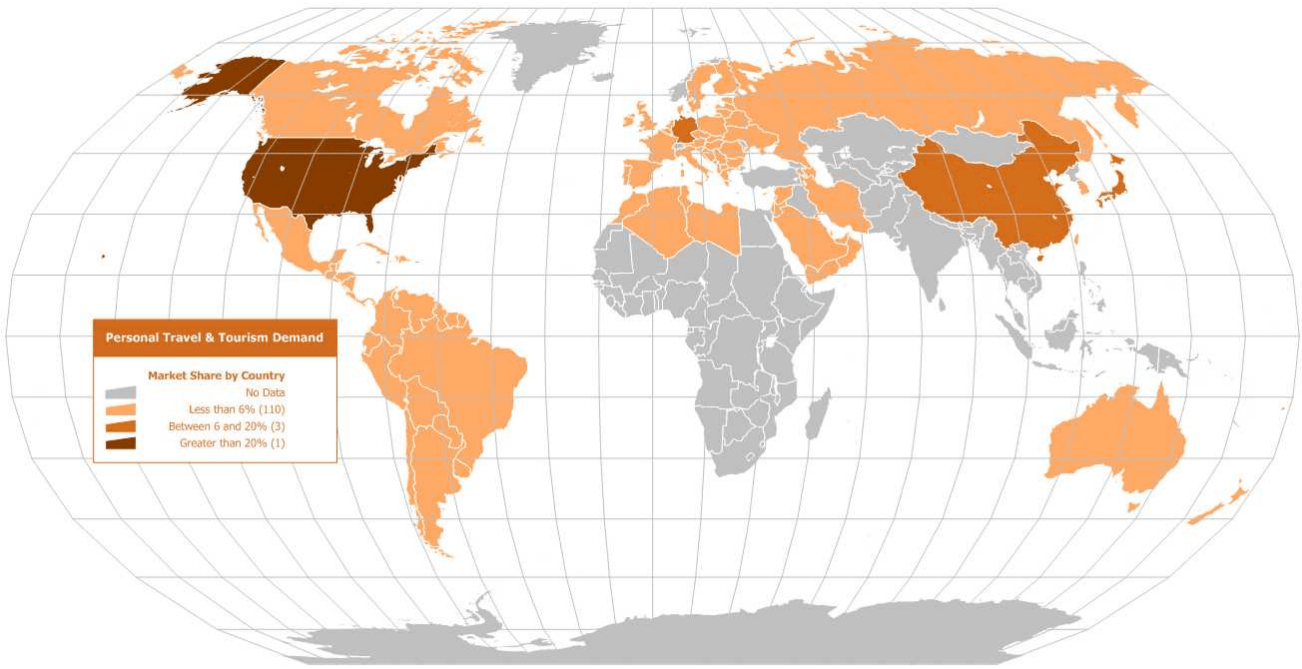 Personal Travel & Tourism Demand
Market Share by Country
No Data
Less than 6% (110)
Between 6 and 20% (3)
Greater than 20% (1)